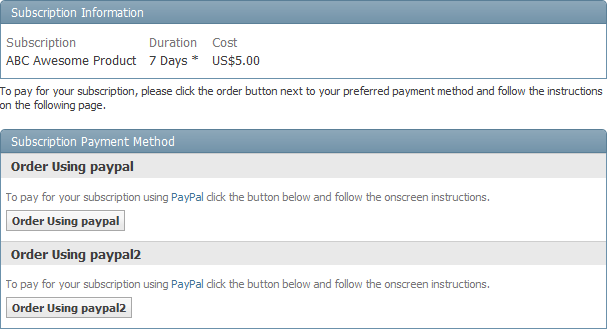 Subscription Information
Subscription Duration Cost
ABC Awesome Product 7 Days * US$5.00
To pay for your subscription, please click the order button next to your preferred payment method and follow the instructions
on the following page.
Subscription Payment Method
Order Using paypal
To pay for your subscription using PayPal click the button below and follow the onscreen instructions.
Order Using paypal
Order Using paypal2
To pay for your subscription using PayPal click the button below and follow the onscreen instructions.
Order Using paypal2